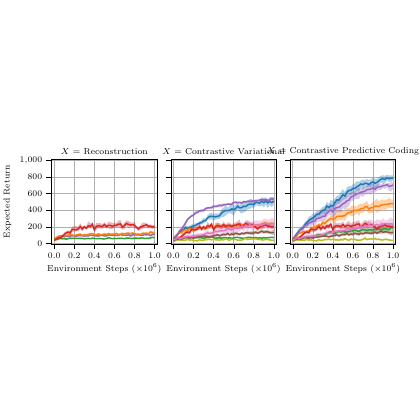 X = Reconstruction
X = Contrastive Variational
X = Contrastive Predictive Coding
Expected Return
1,000
800
600
400
200
0
0.0 0.2 0.4 0.6 0.8 1.0
0.0 0.2 0.4 0.6 0.8 1.0
0.0 0.2 0.4 0.6 0.8 1.0
Environment Steps (×10⁶)
Environment Steps (×10⁶)
Environment Steps (×10⁶)